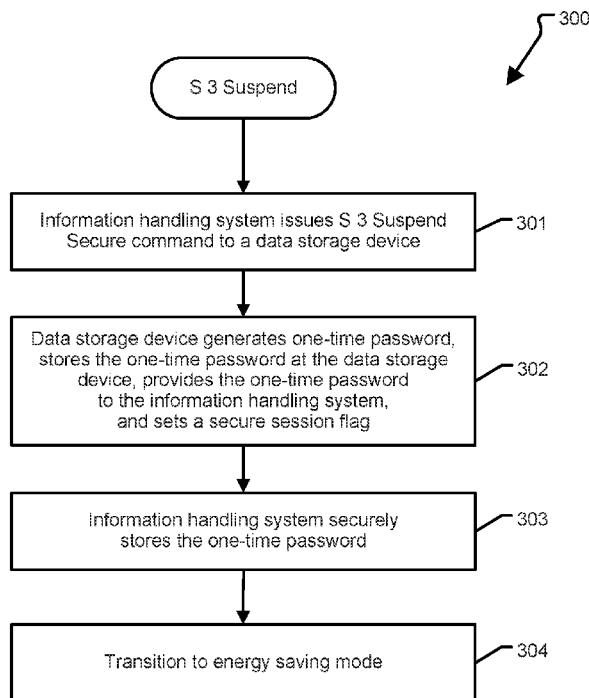 300
S 3 Suspend
Information handling system issues S 3 Suspend
Secure command to a data storage device
301
Data storage device generates one-time password,
stores the one-time password at the data storage
device, provides the one-time password
to the information handling system,
and sets a secure session flag
302
Information handling system securely
stores the one-time password
303
Transition to energy saving mode
304